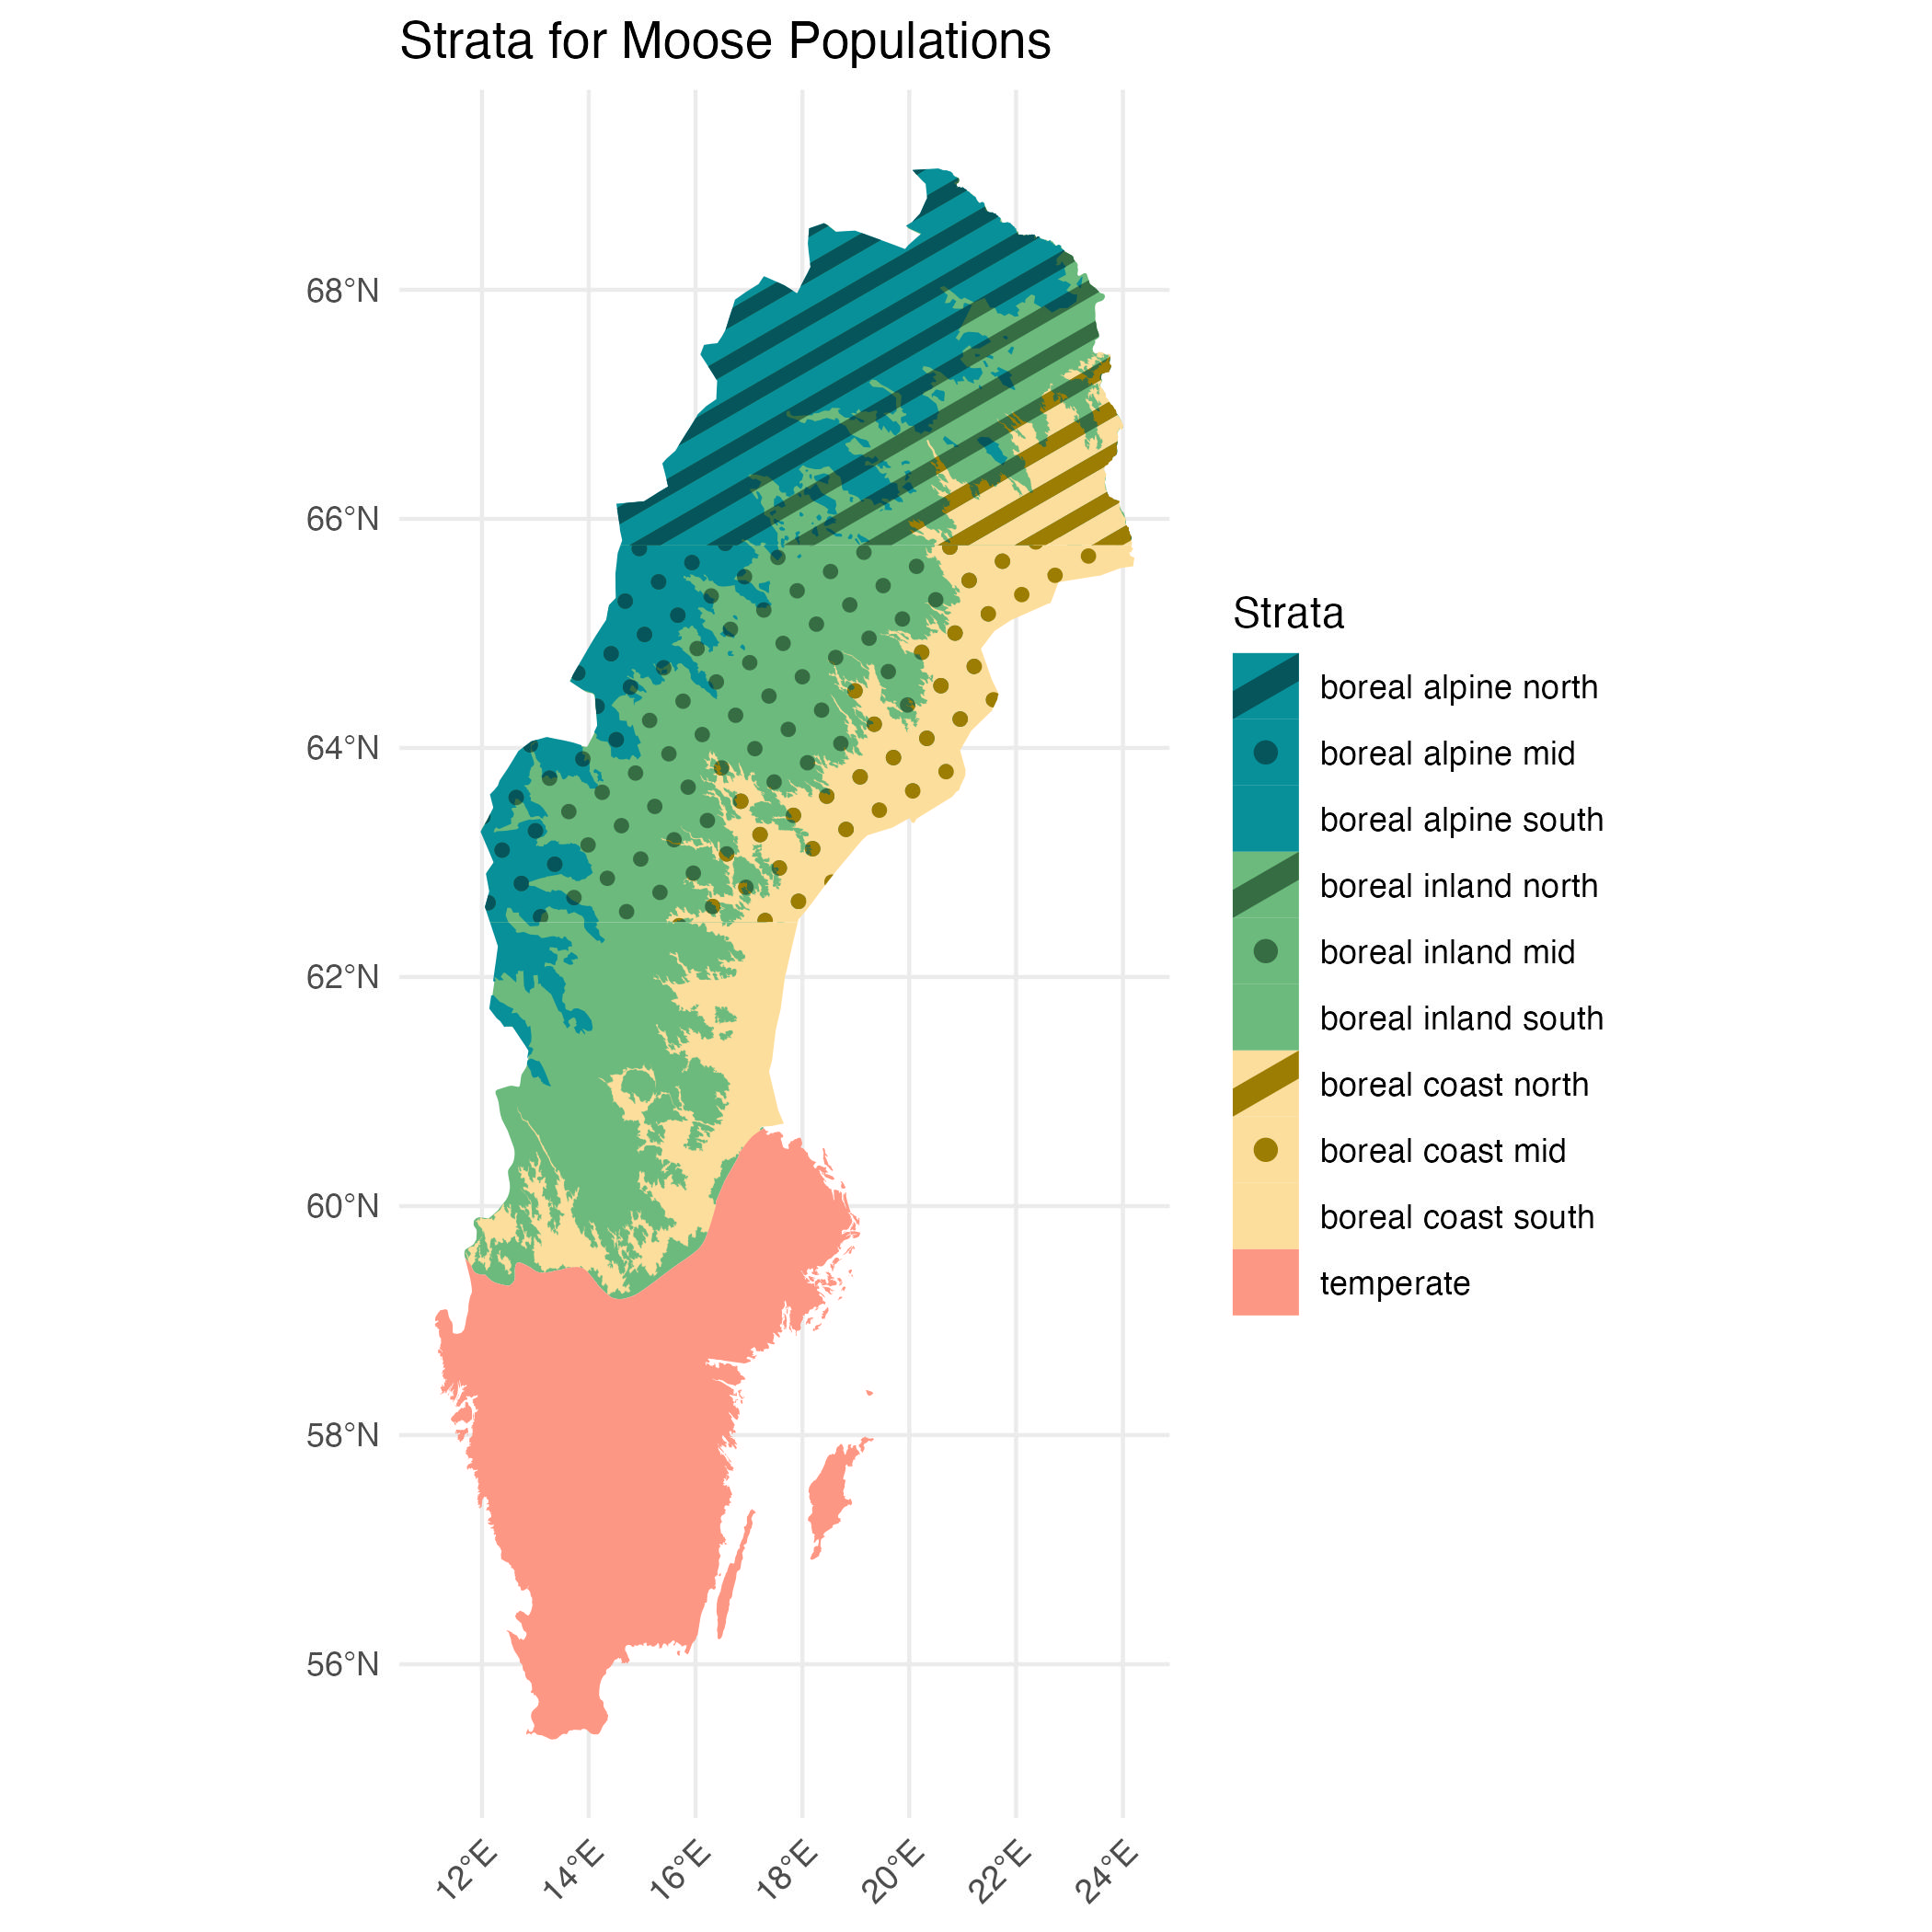 Strata for Moose Populations
68°N
66°N
64°N
62°N
60°N
58°N
56°N
12°E
14°E
16°E
18°E
20°E
22°E
24°E
Strata
boreal alpine north
boreal alpine mid
boreal alpine south
boreal inland north
boreal inland mid
boreal inland south
boreal coast north
boreal coast mid
boreal coast south
temperate